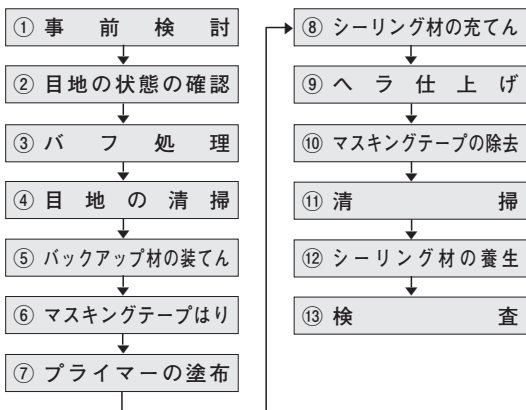 ① 事前検討
② 目地の状態の確認
③ バフ処理
④ 目地の清掃
⑤ バックアップ材の装てん
⑥ マスキングテープはり
⑦ プライマーの塗布
⑧ シーリング材の充てん
⑨ ヘラ仕上げ
⑩ マスキングテープの除去
⑪ 清掃
⑫ シーリング材の養生
⑬ 検査